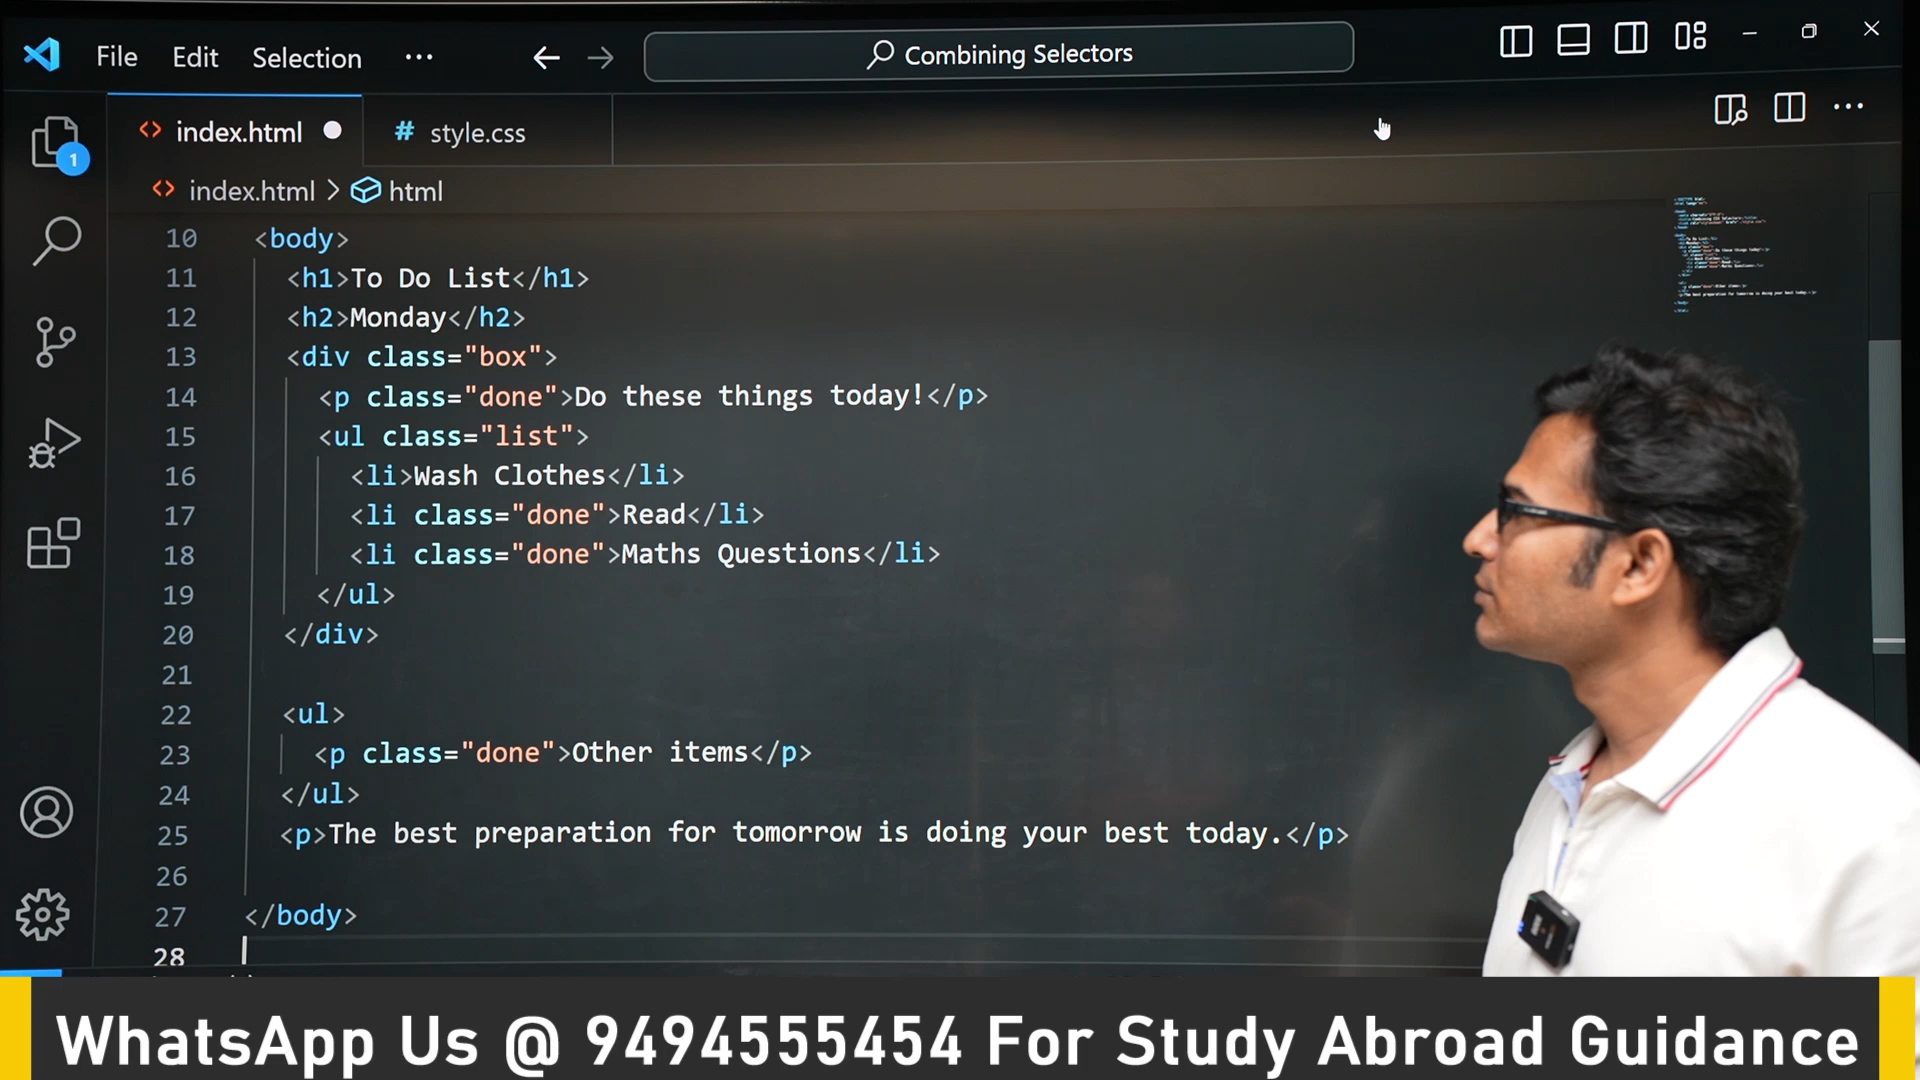 File Edit Selection ··· Combining Selectors
index.html style.css
index.html > html
1
10 <body>
11 <h1>To Do List</h1>
12 <h2>Monday</h2>
13 <div class="box">
14 <p class="done">Do these things today!</p>
15 <ul class="list">
16 <li>Wash Clothes</li>
17 <li class="done">Read</li>
18 <li class="done">Maths Questions</li>
19 </ul>
20 </div>
21
22 <ul>
23 <p class="done">Other items</p>
24 </ul>
25 <p>The best preparation for tomorrow is doing your best today.</p>
26
27 </body>
28
WhatsApp Us @ 9494555454 For Study Abroad Guidance